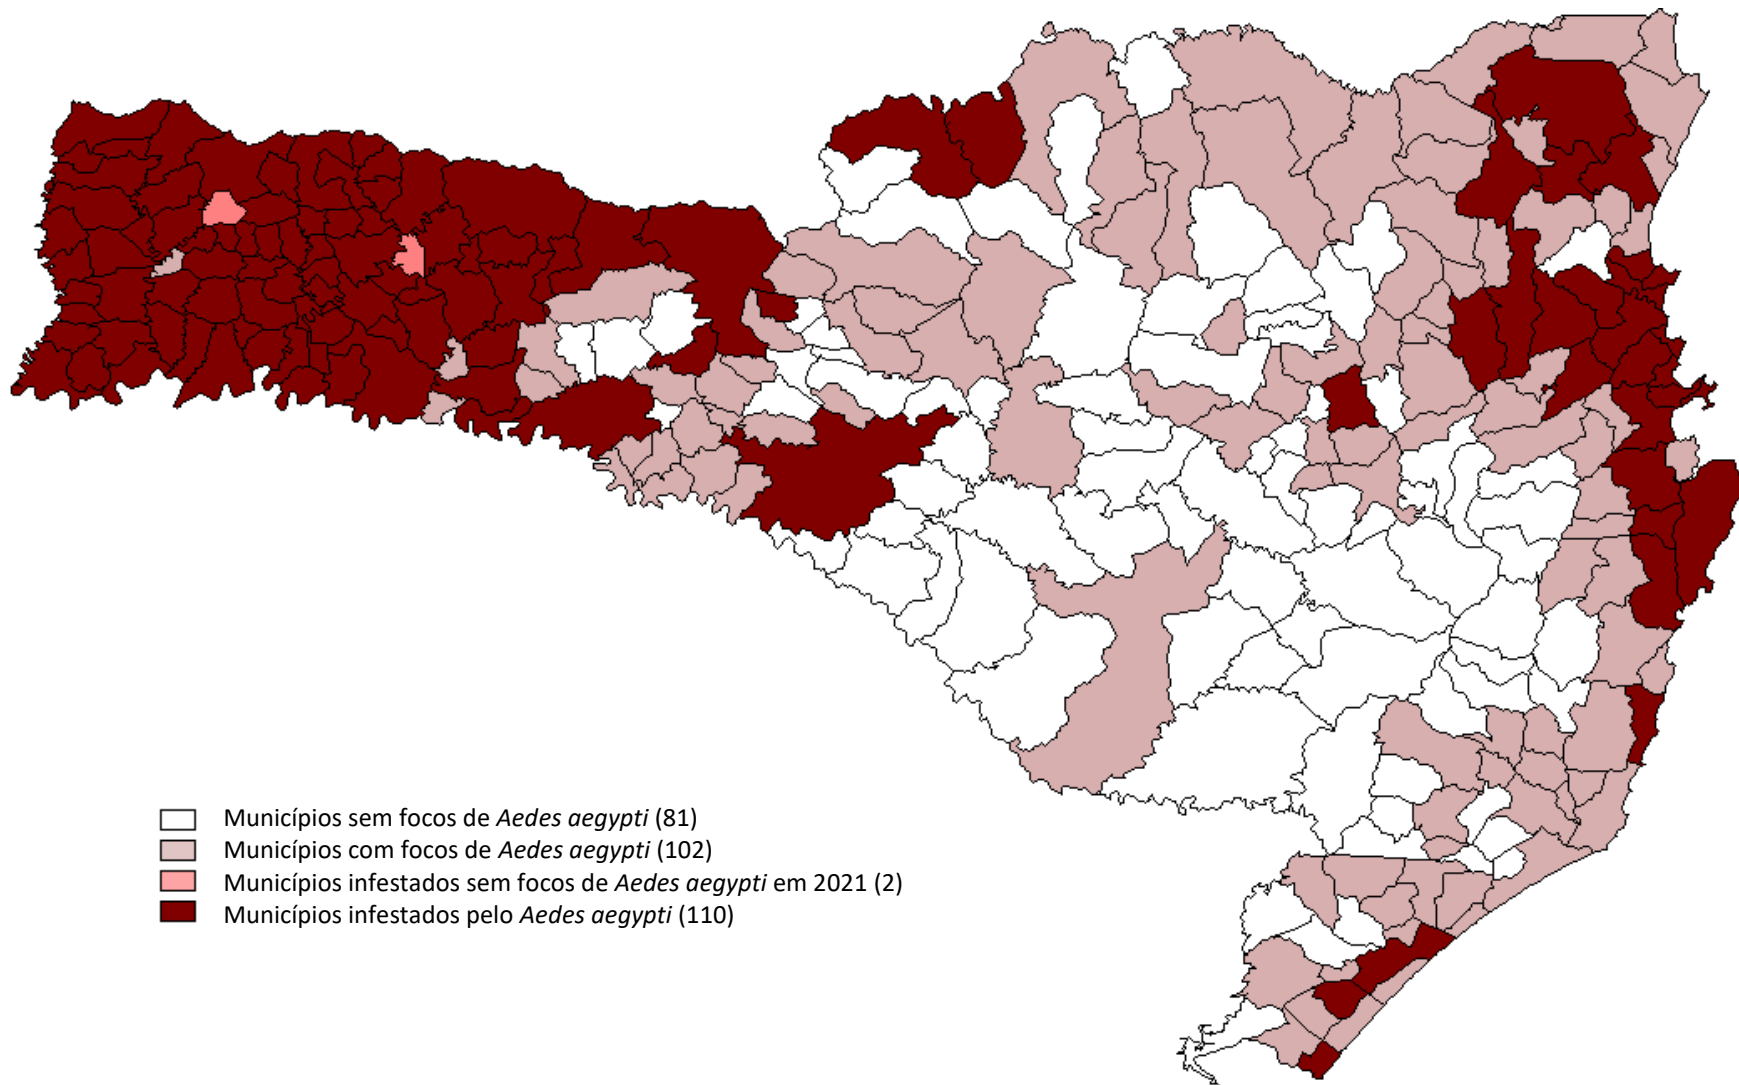 Municípios sem focos de Aedes aegypti (81)
Municípios com focos de Aedes aegypti (102)
Municípios infestados sem focos de Aedes aegypti em 2021 (2)
Municípios infestados pelo Aedes aegypti (110)